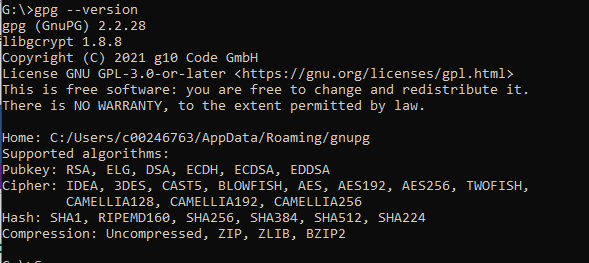 G:\>gpg --version
gpg (GnuPG) 2.2.28
libgcrypt 1.8.8
Copyright (C) 2021 g10 Code GmbH
License GNU GPL-3.0-or-later <https://gnu.org/licenses/gpl.html>
This is free software: you are free to change and redistribute it.
There is NO WARRANTY, to the extent permitted by law.
Home: C:/Users/c00246763/AppData/Roaming/gnupg
Supported algorithms:
Pubkey: RSA, ELG, DSA, ECDH, ECDSA, EDDSA
Cipher: IDEA, 3DES, CAST5, BLOWFISH, AES, AES192, AES256, TWOFISH,
CAMELLIA128, CAMELLIA192, CAMELLIA256
Hash: SHA1, RIPEMD160, SHA256, SHA384, SHA512, SHA224
Compression: Uncompressed, ZIP, ZLIB, BZIP2